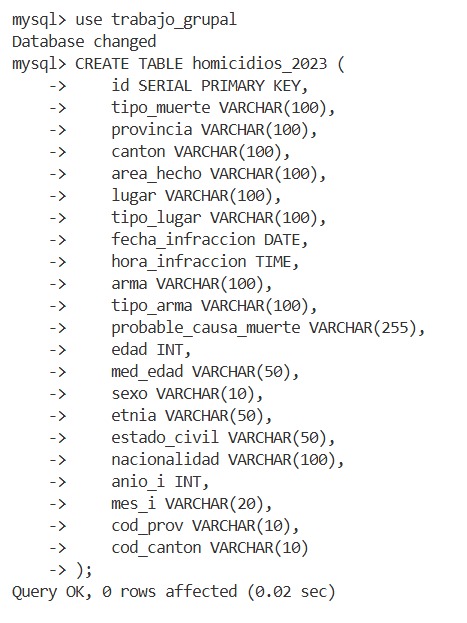 mysql> use trabajo_grupal
Database changed
mysql> CREATE TABLE homicidios_2023 (
    ->     id SERIAL PRIMARY KEY,
    ->     tipo_muerte VARCHAR(100),
    ->     provincia VARCHAR(100),
    ->     canton VARCHAR(100),
    ->     area_hecho VARCHAR(100),
    ->     lugar VARCHAR(100),
    ->     tipo_lugar VARCHAR(100),
    ->     fecha_infraccion DATE,
    ->     hora_infraccion TIME,
    ->     arma VARCHAR(100),
    ->     tipo_arma VARCHAR(100),
    ->     probable_causa_muerte VARCHAR(255),
    ->     edad INT,
    ->     med_edad VARCHAR(50),
    ->     sexo VARCHAR(10),
    ->     etnia VARCHAR(50),
    ->     estado_civil VARCHAR(50),
    ->     nacionalidad VARCHAR(100),
    ->     anio_i INT,
    ->     mes_i VARCHAR(20),
    ->     cod_prov VARCHAR(10),
    ->     cod_canton VARCHAR(10)
    -> );
Query OK, 0 rows affected (0.02 sec)